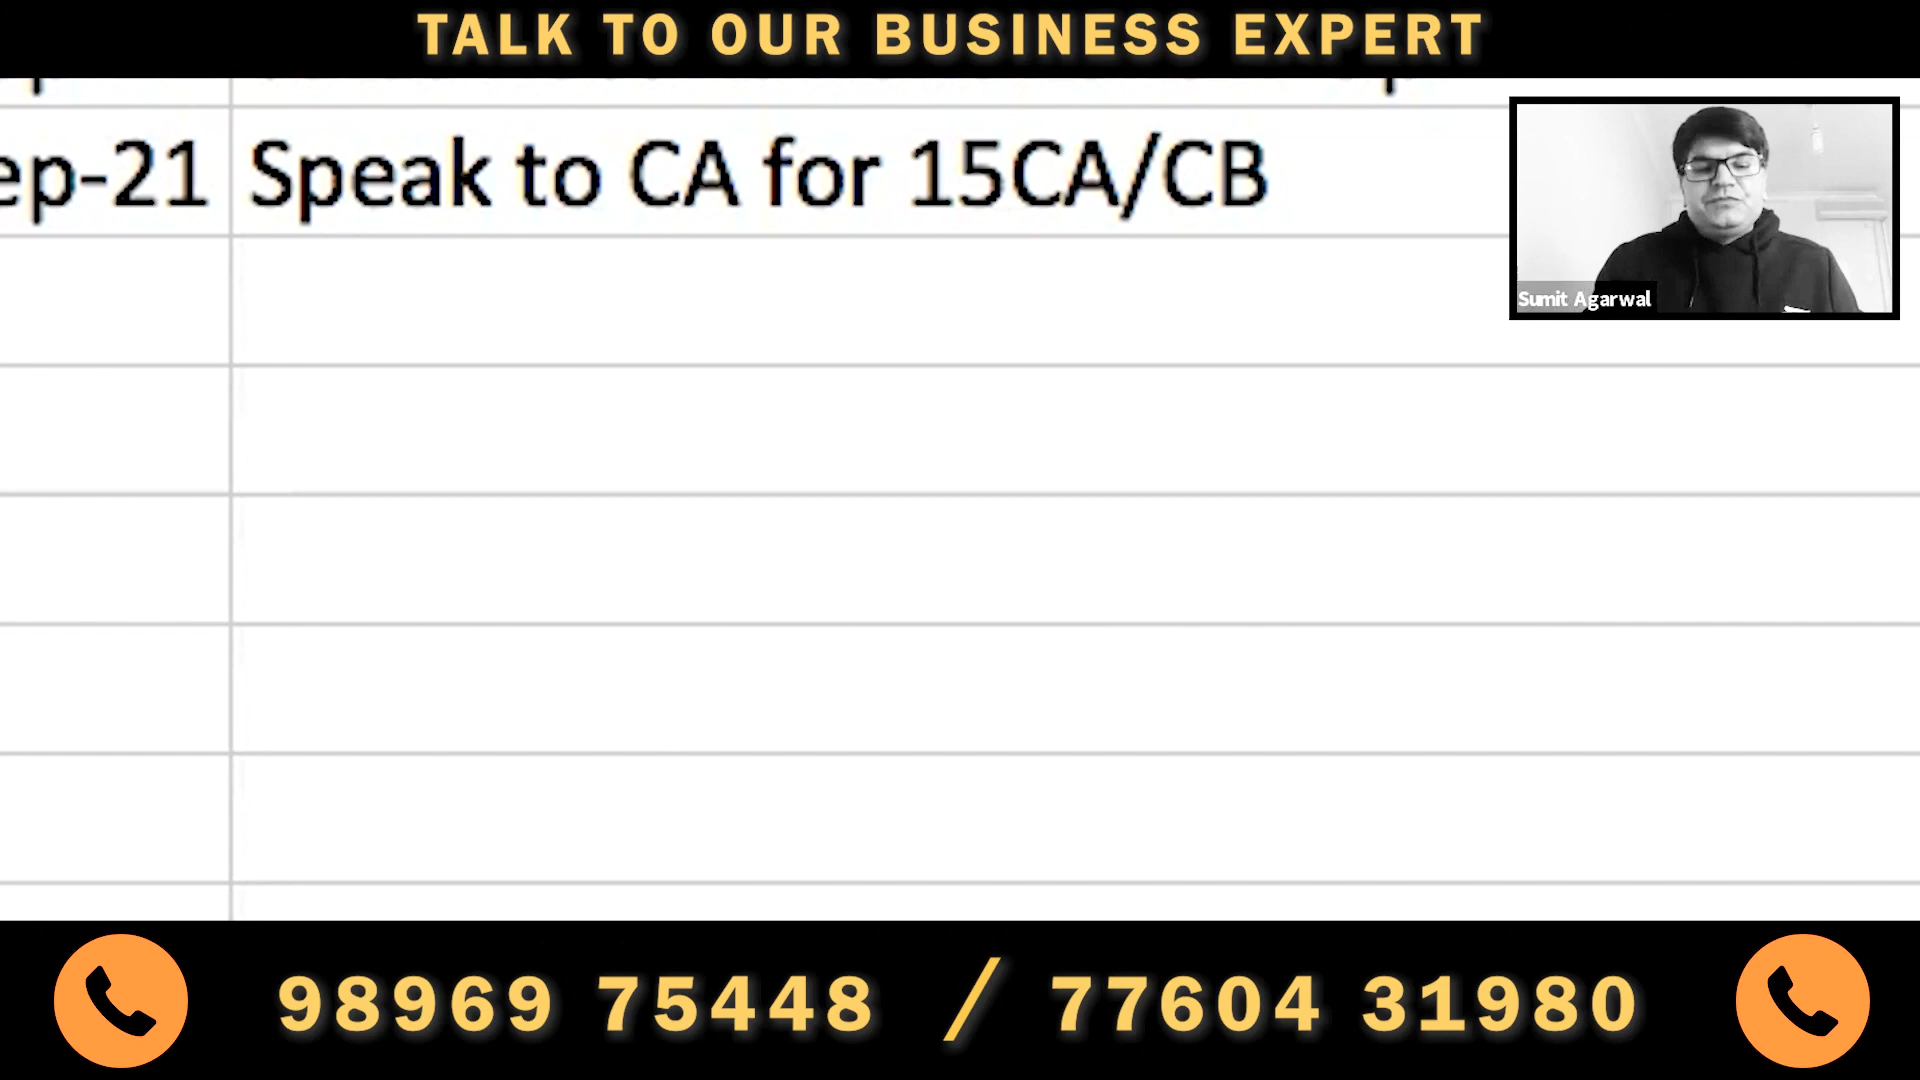 TALK TO OUR BUSINESS EXPERT
ep-21 Speak to CA for 15CA/CB
Sumit Agarwal
98969 75448 / 77604 31980